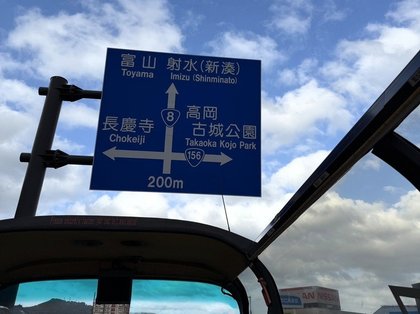 富山 射水(新湊)
Toyama Imizu (Shinminato)
8
長慶寺
Chokeiji
高岡
古城公園
Takaoka Kojo Park
156
200m
NISSAN